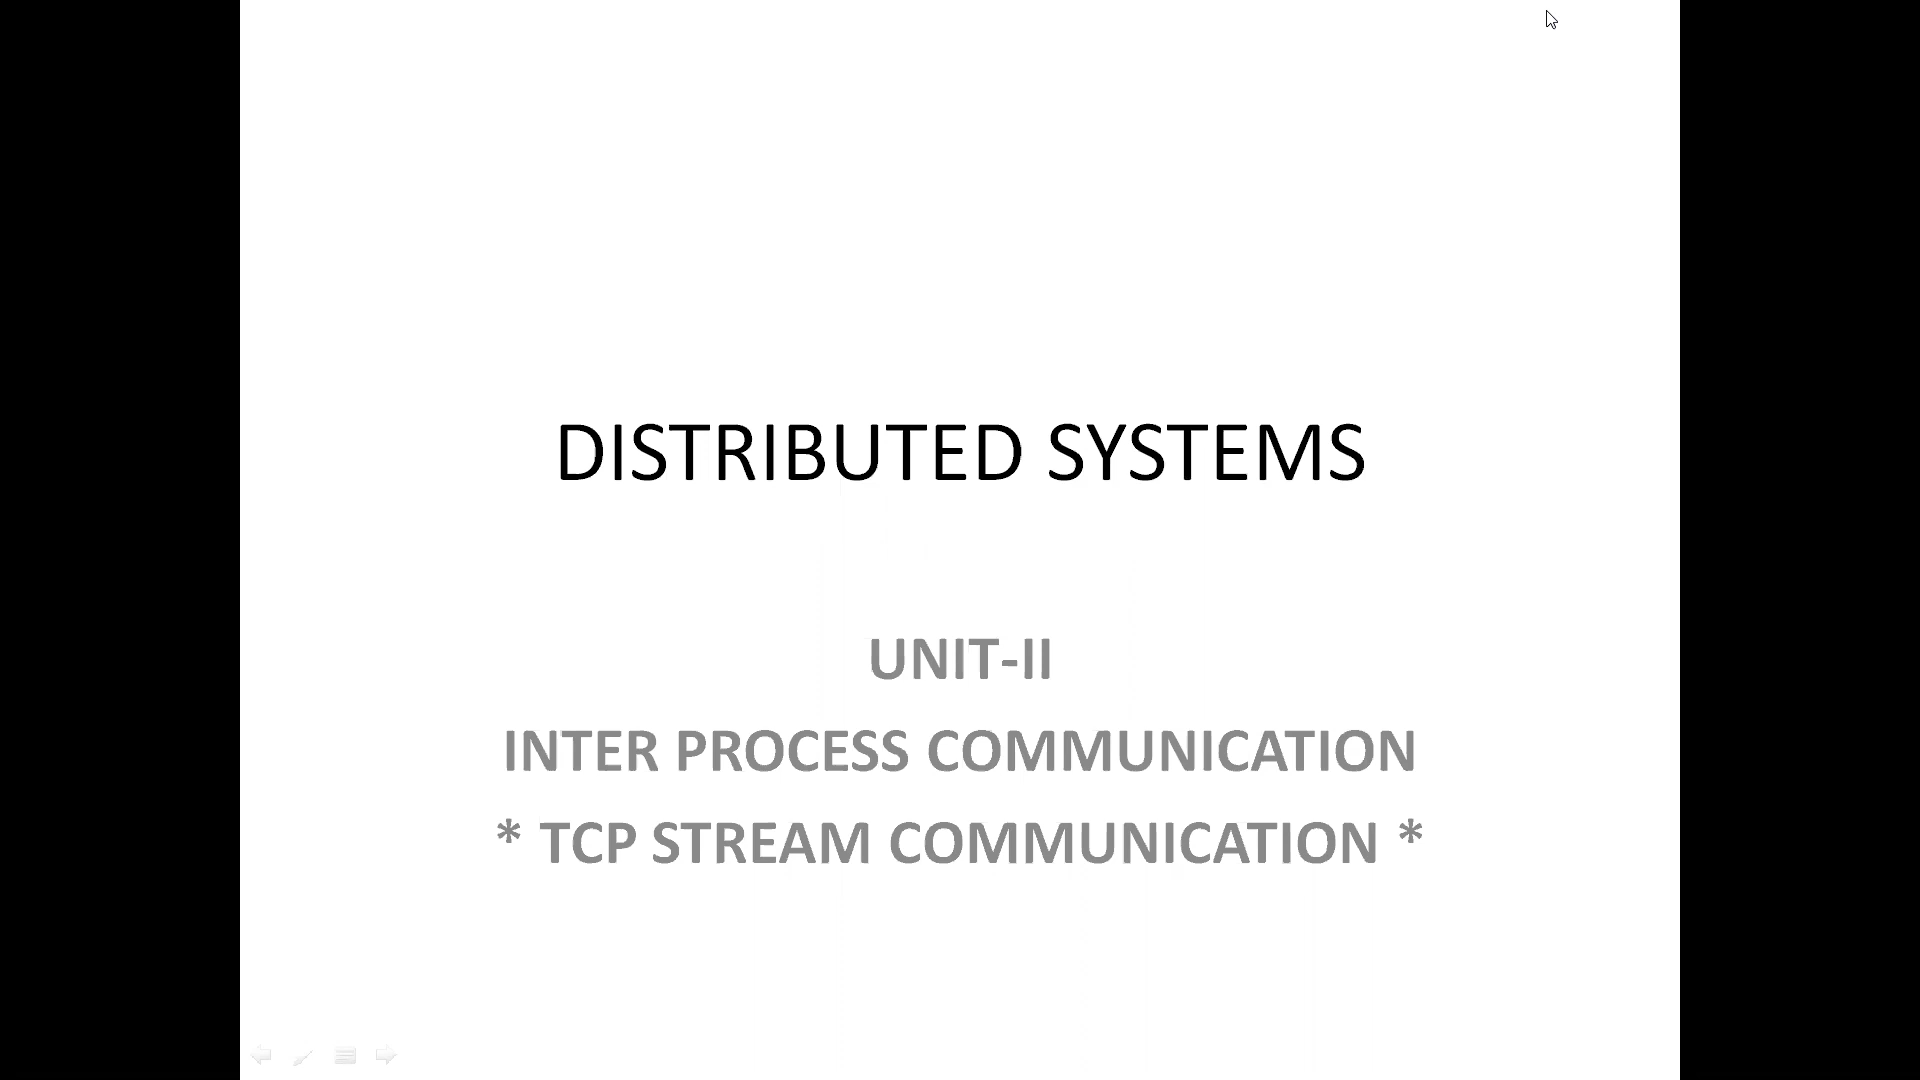 DISTRIBUTED SYSTEMS
UNIT-II
INTER PROCESS COMMUNICATION
* TCP STREAM COMMUNICATION *